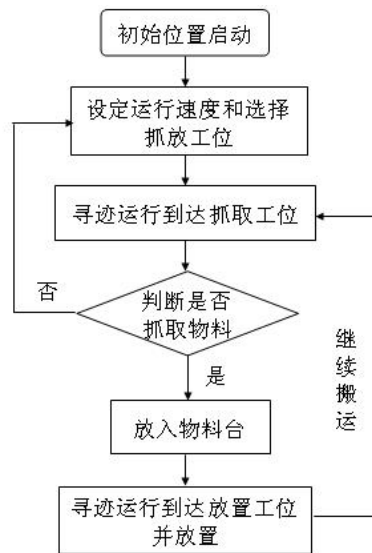 初始位置启动
设定运行速度和选择
抓放工位
寻迹运行到达抓取工位
否
判断是否
抓取物料
是
继续搬运
放入物料台
寻迹运行到达放置工位
并放置